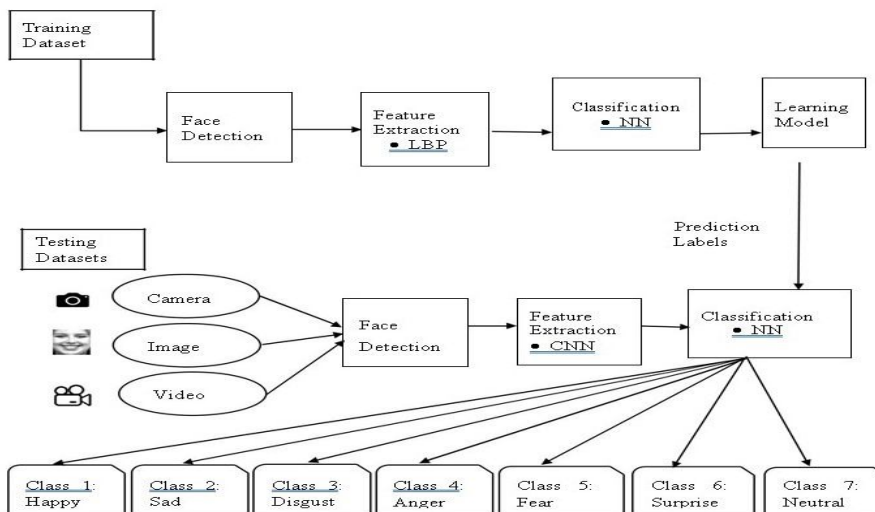 Training
Dataset
Face
Detection
Feature
Extraction
• LBP
Classification
• NN
Learning
Model
Prediction
Labels
Testing
Datasets
Camera
Image
Video
Face
Detection
Feature
Extraction
• CNN
Classification
• NN
Class 1:
Happy
Class 2:
Sad
Class 3:
Disgust
Class 4:
Anger
Class 5:
Fear
Class 6:
Surprise
Class 7:
Neutral